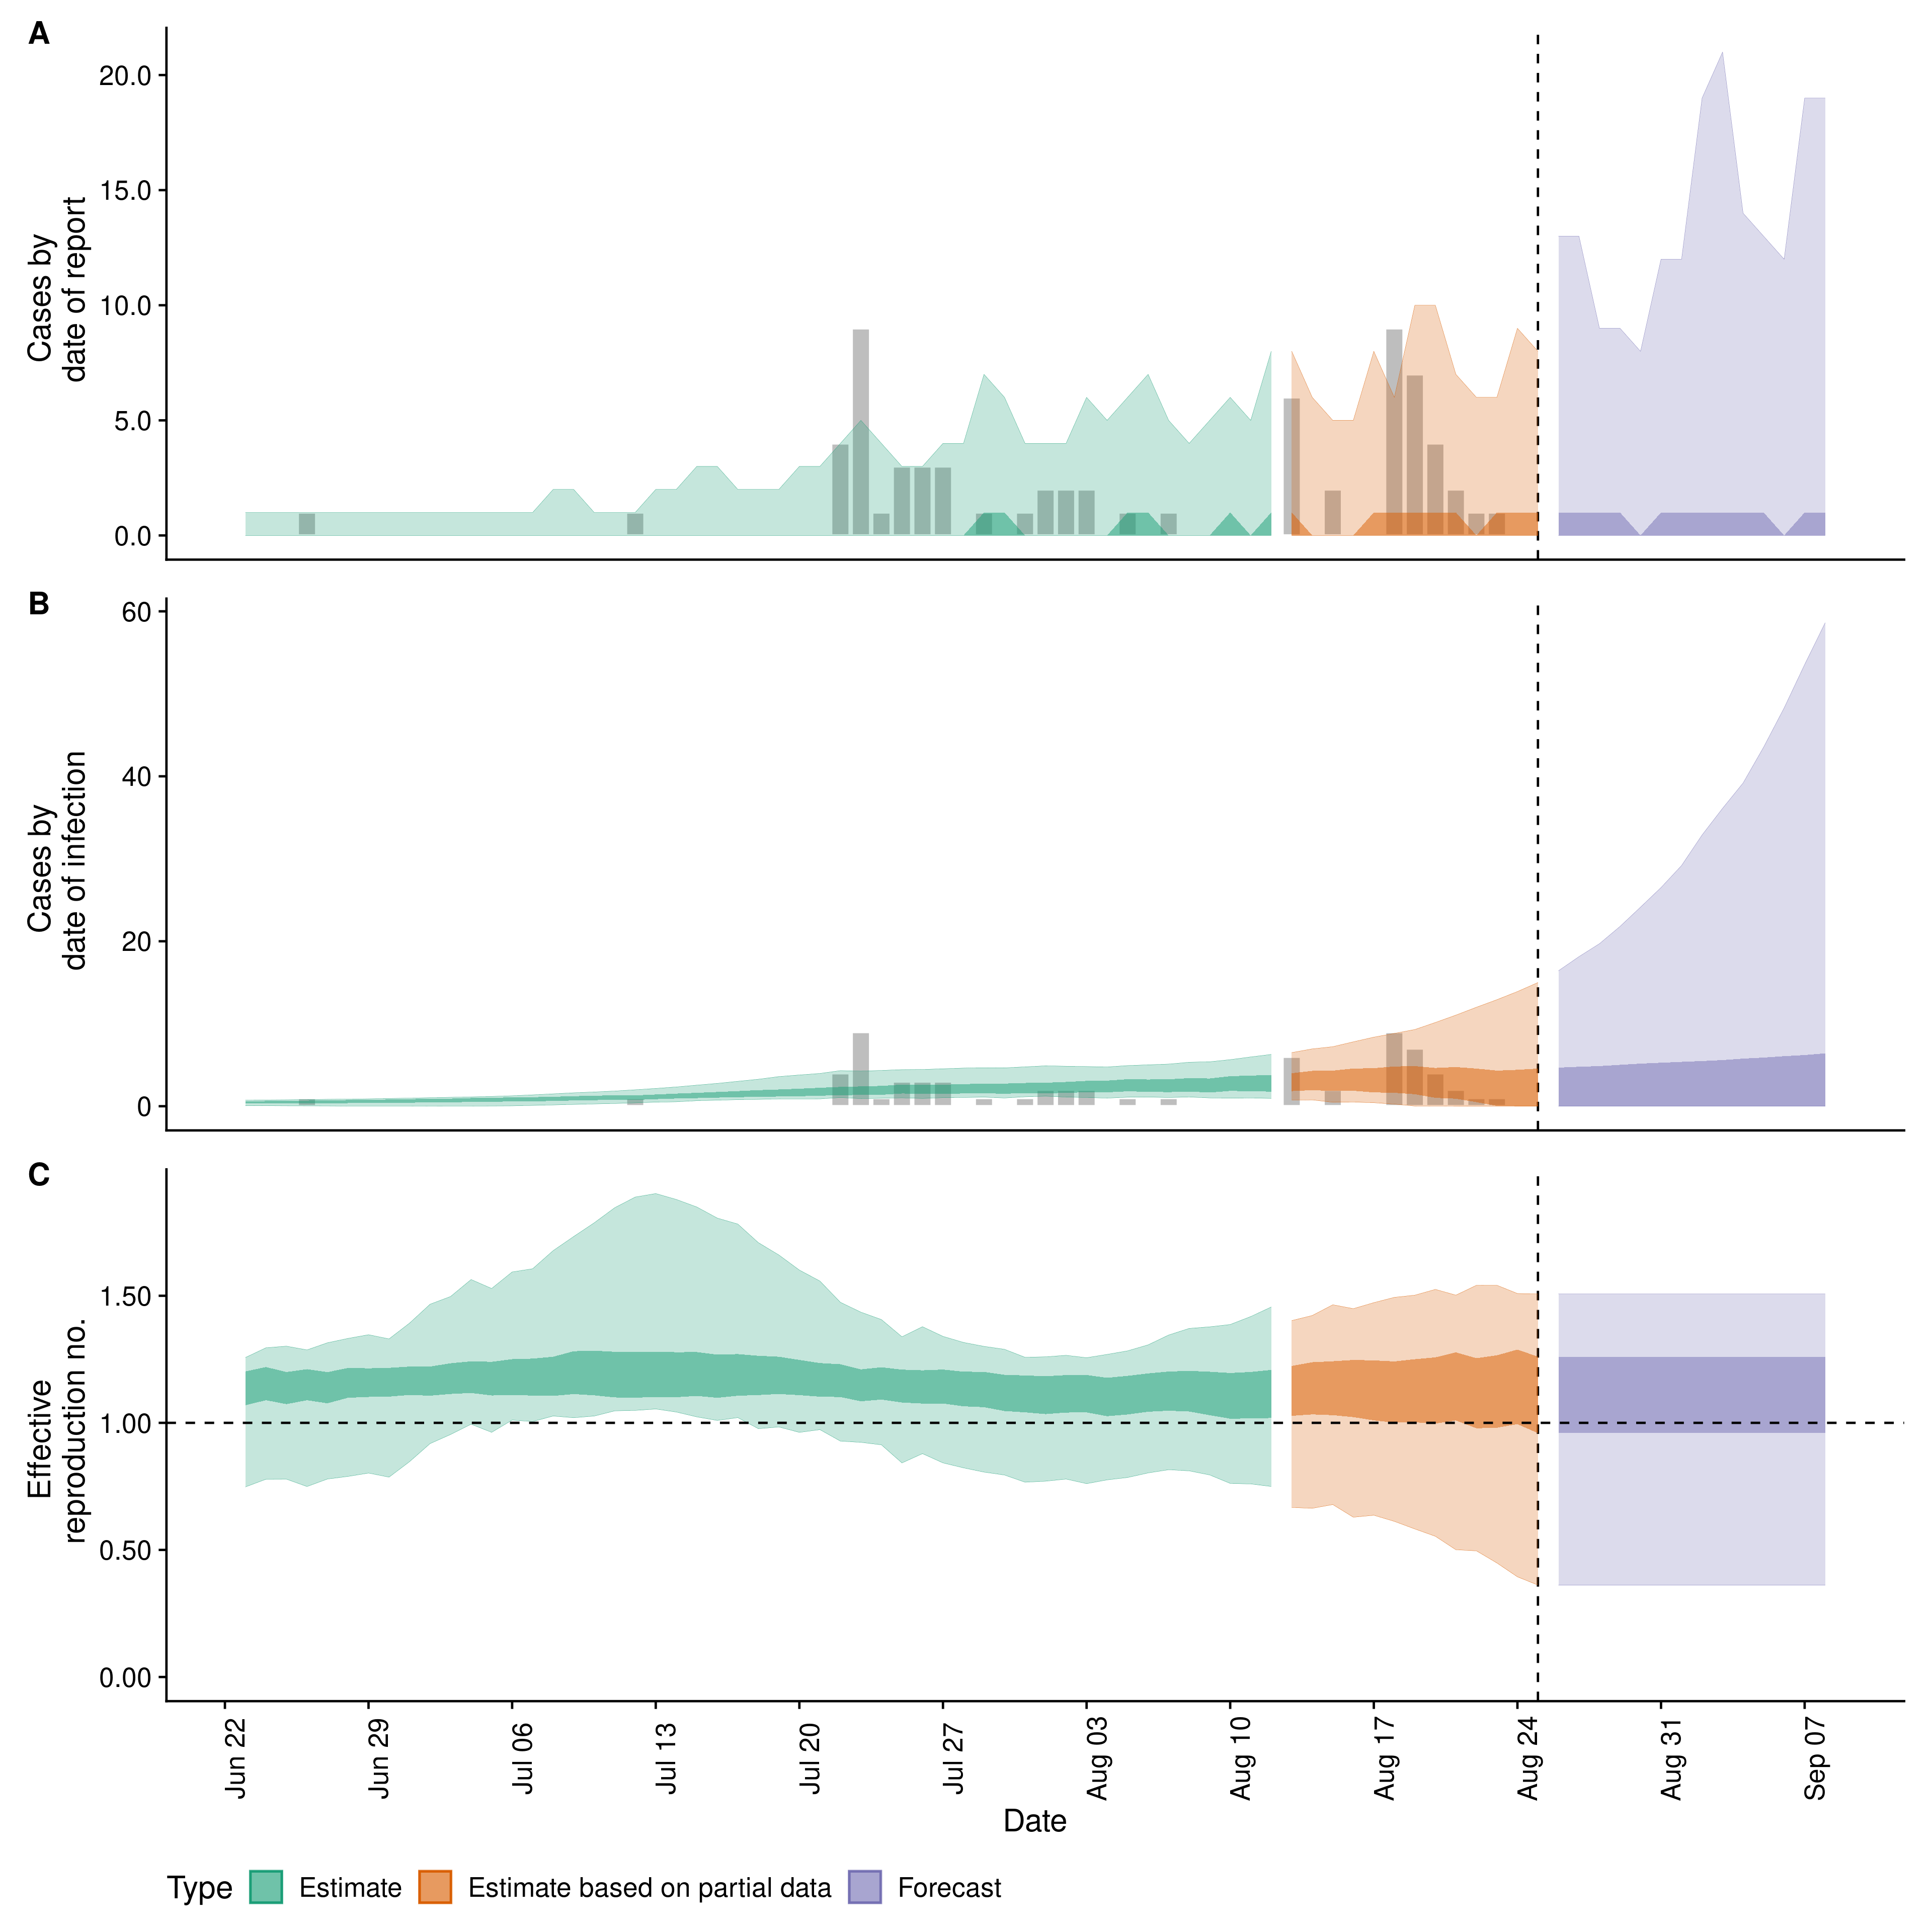 A
Cases by
date of report
20.0
15.0
10.0
5.0
0.0
B
Cases by
date of infection
60
40
20
0
C
Effective
reproduction no.
1.50
1.00
0.50
0.00
Jun 22
Jun 29
Jul 06
Jul 13
Jul 20
Jul 27
Aug 03
Aug 10
Aug 17
Aug 24
Aug 31
Sep 07
Date
Type Estimate Estimate based on partial data Forecast